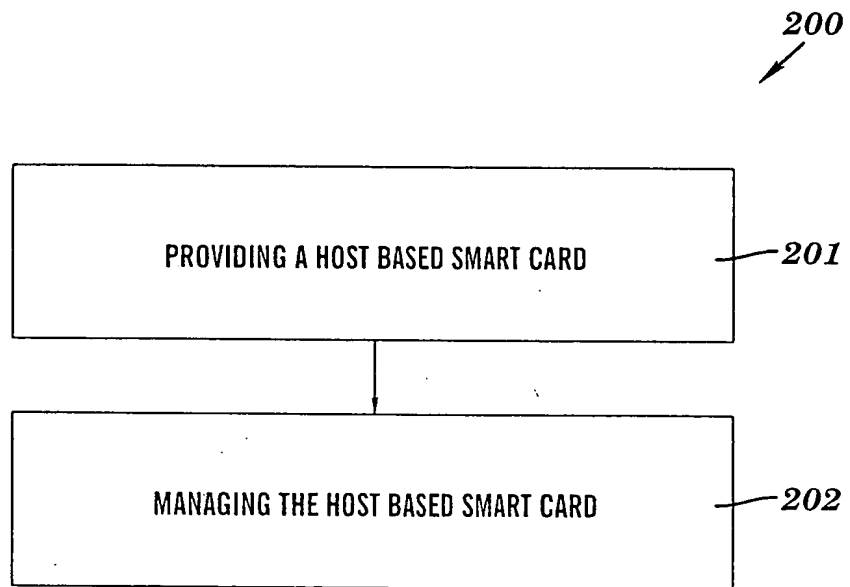 200
PROVIDING A HOST BASED SMART CARD
201
MANAGING THE HOST BASED SMART CARD
202